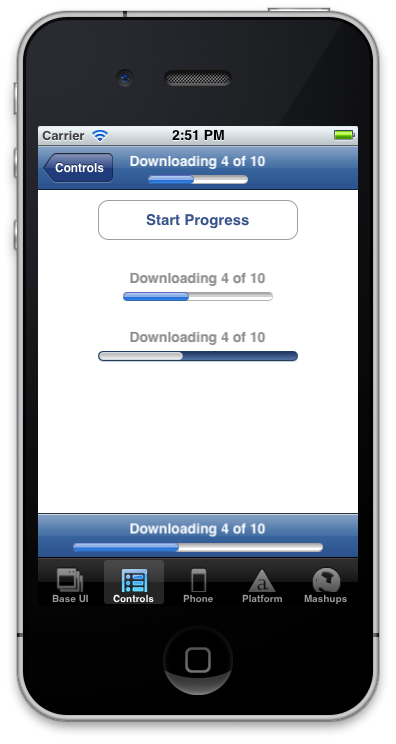 Carrier 2:51 PM
Controls Downloading 4 of 10
Start Progress
Downloading 4 of 10
Downloading 4 of 10
Downloading 4 of 10
Base UI Controls Phone Platform Mashups